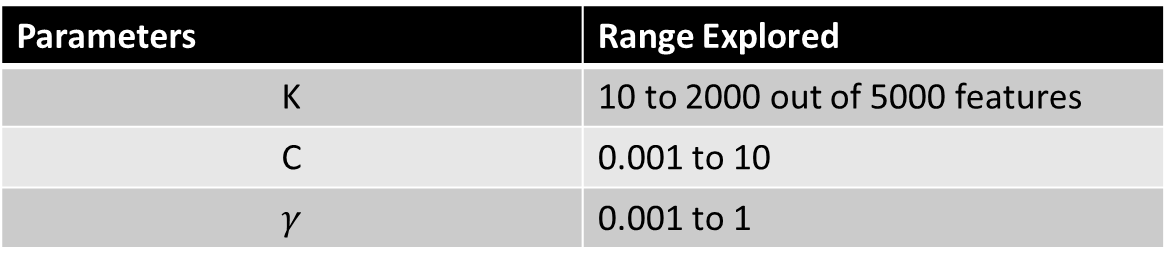 Parameters Range Explored
K 10 to 2000 out of 5000 features
C 0.001 to 10
γ 0.001 to 1